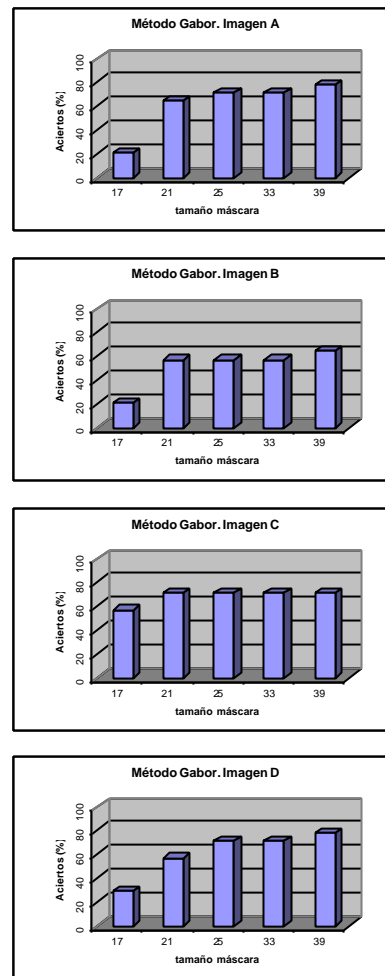 Método Gabor. Imagen A
Aciertos (%)
0 20 40 60 80 100
17 21 25 33 39
tamaño máscara
Método Gabor. Imagen B
Aciertos (%)
0 20 40 60 80 100
17 21 25 33 39
tamaño máscara
Método Gabor. Imagen C
Aciertos (%)
0 20 40 60 80 100
17 21 25 33 39
tamaño máscara
Método Gabor. Imagen D
Aciertos (%)
0 20 40 60 80 100
17 21 25 33 39
tamaño máscara